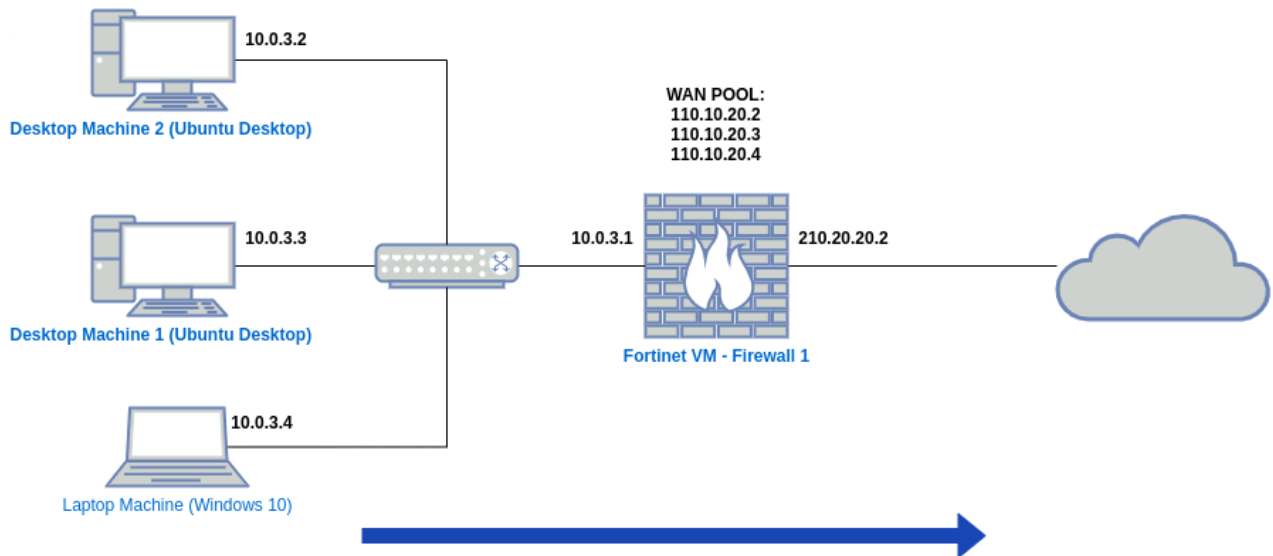 10.0.3.2
Desktop Machine 2 (Ubuntu Desktop)
WAN POOL:
110.10.20.2
110.10.20.3
110.10.20.4
10.0.3.3
Desktop Machine 1 (Ubuntu Desktop)
10.0.3.1
210.20.20.2
Fortinet VM - Firewall 1
10.0.3.4
Laptop Machine (Windows 10)